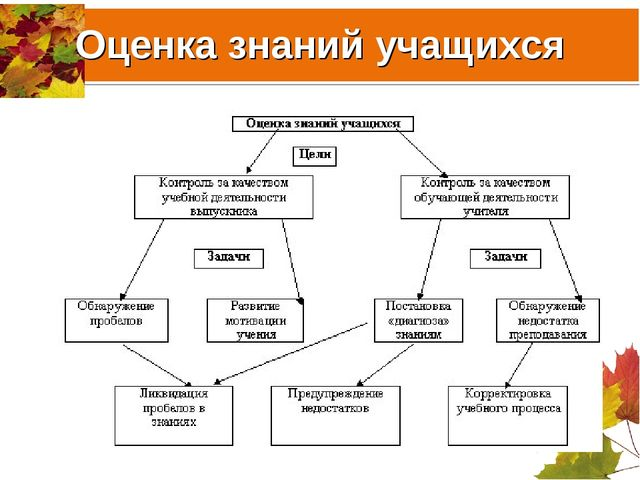 Оценка знаний учащихся
Оценка знаний учащихся
Цели
Контроль за качеством
учебной деятельности
выпускника
Контроль за качеством
обучающей деятельности
учителя
Задачи
Задачи
Обнаружение
пробелов
Развитие
мотивации
учения
Постановка
«диагноза»
знаниям
Обнаружение
недостатка
преподавания
Ликвидация
пробелов в
знаниях
Предупреждение
недостатков
Корректировка
учебного процесса